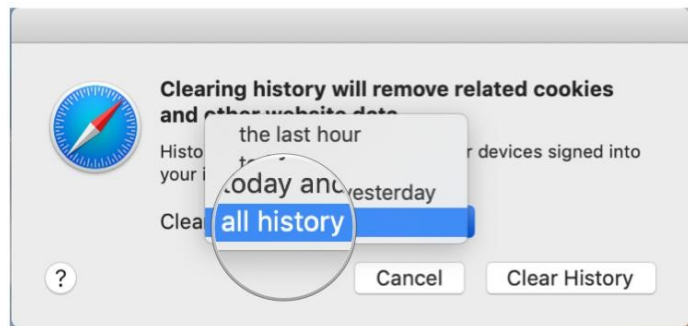 Clearing history will remove related cookies
and other website data.
the last hour
Histo r devices signed into
your i
today and yesterday
Clea all history
? Cancel Clear History